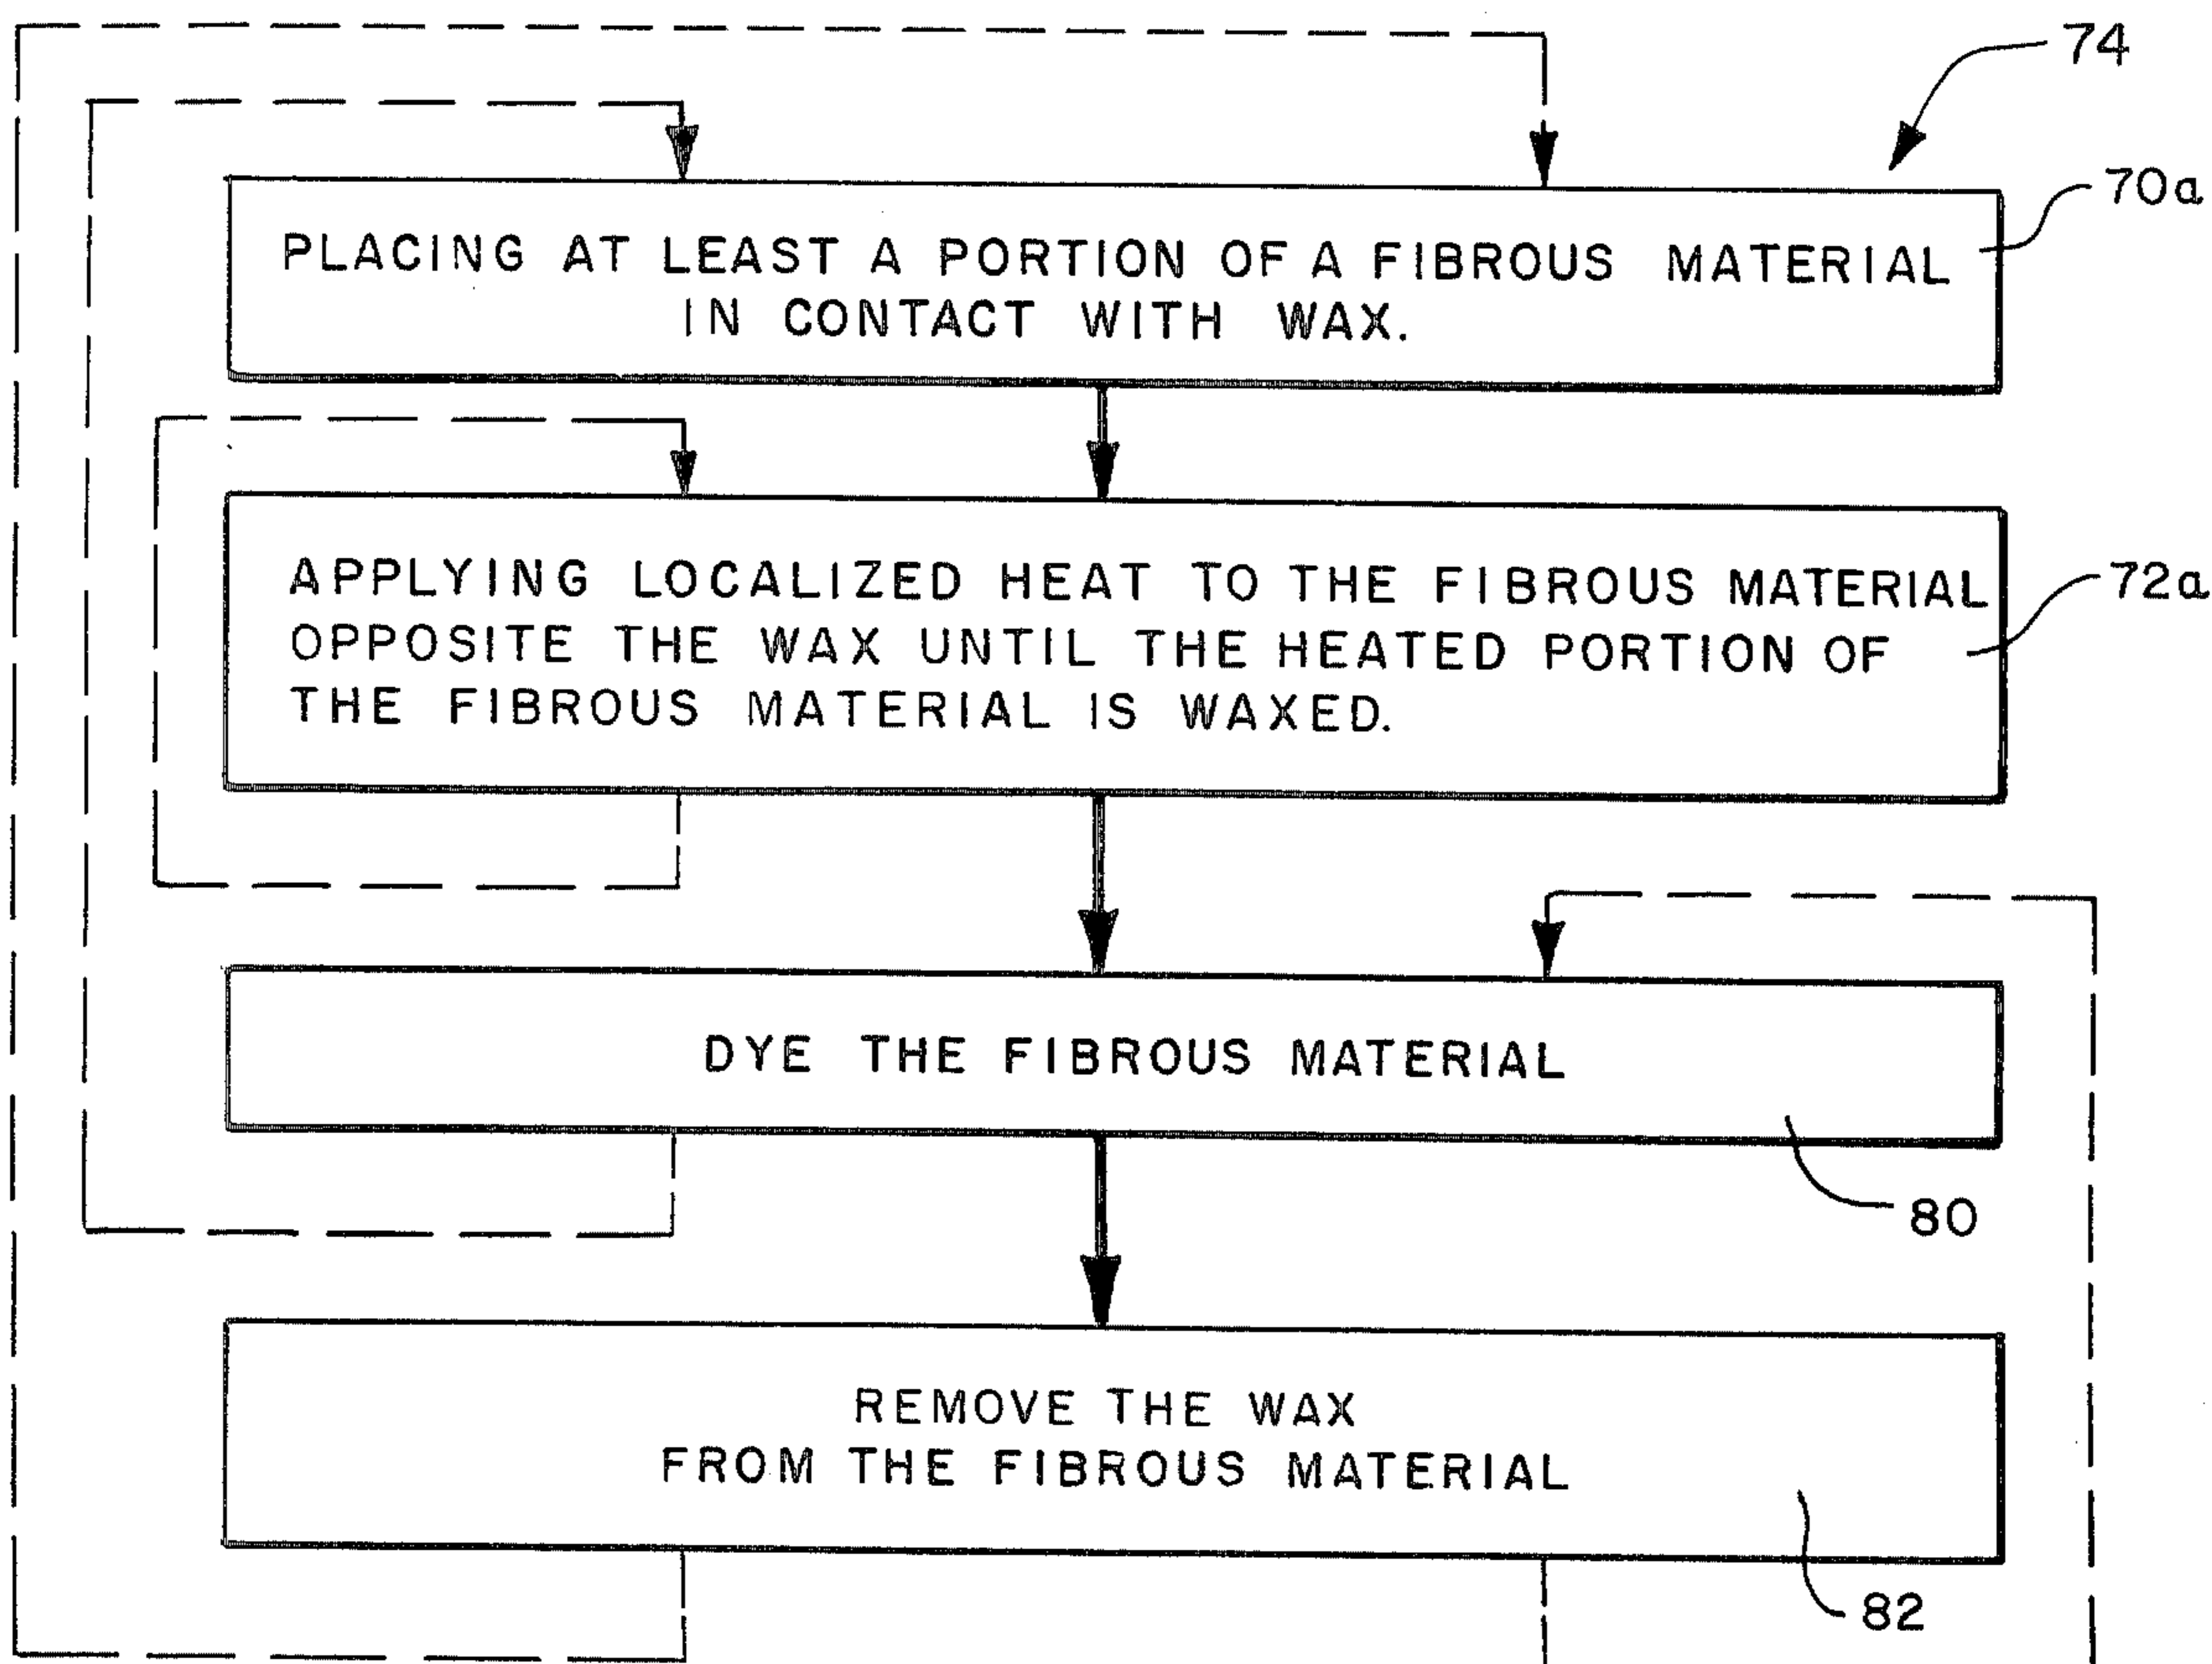 74
70a
PLACING AT LEAST A PORTION OF A FIBROUS MATERIAL
IN CONTACT WITH WAX.
APPLYING LOCALIZED HEAT TO THE FIBROUS MATERIAL
72a
OPPOSITE THE WAX UNTIL THE HEATED PORTION OF
THE FIBROUS MATERIAL IS WAXED.
DYE THE FIBROUS MATERIAL
80
REMOVE THE WAX
FROM THE FIBROUS MATERIAL
82